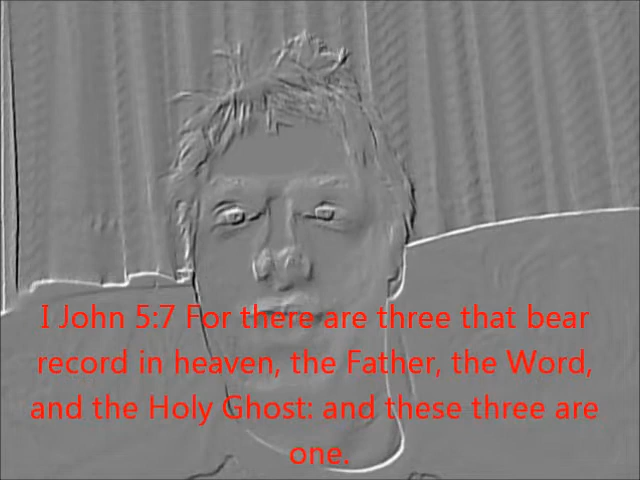 I John 5:7 For there are three that bear
record in heaven, the Father, the Word,
and the Holy Ghost: and these three are
one.